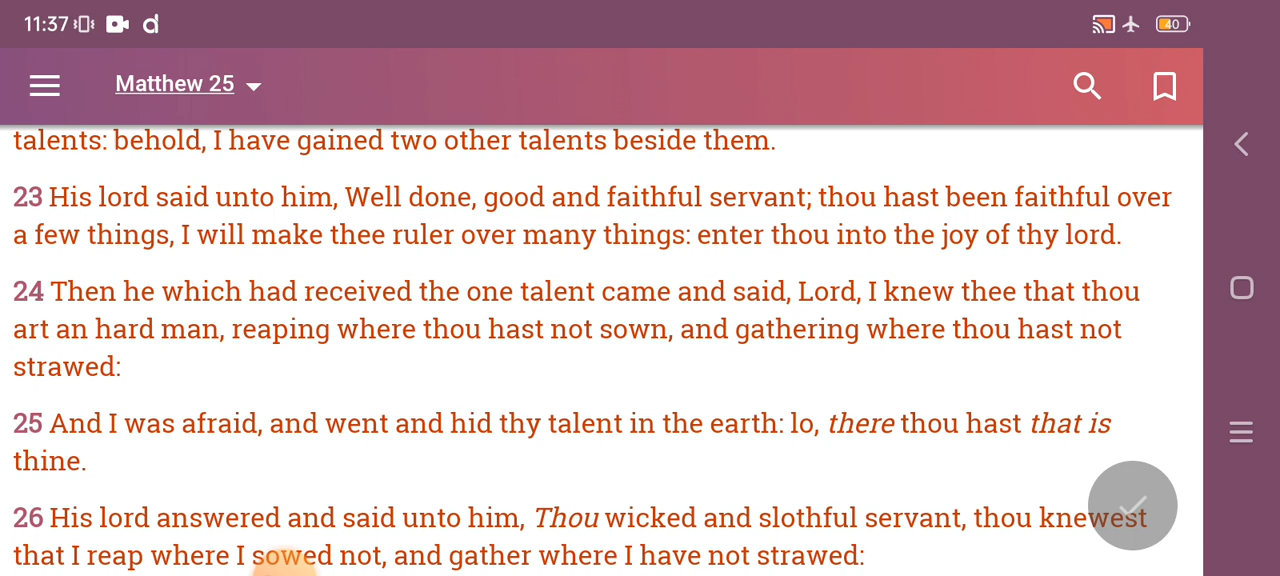 11:37
40
Matthew 25
talents: behold, I have gained two other talents beside them.
23 His lord said unto him, Well done, good and faithful servant; thou hast been faithful over
a few things, I will make thee ruler over many things: enter thou into the joy of thy lord.
24 Then he which had received the one talent came and said, Lord, I knew thee that thou
art an hard man, reaping where thou hast not sown, and gathering where thou hast not
strawed:
25 And I was afraid, and went and hid thy talent in the earth: lo, there thou hast that is
thine.
26 His lord answered and said unto him, Thou wicked and slothful servant, thou knewest
that I reap where I sowed not, and gather where I have not strawed: